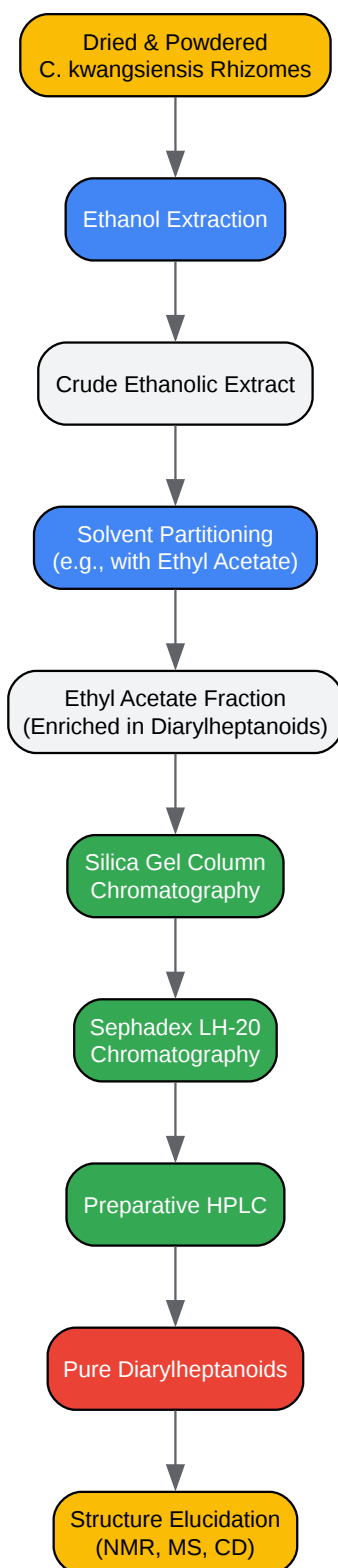 Dried & Powdered
C. kwangsiensis Rhizomes
Ethanol Extraction
Crude Ethanolic Extract
Solvent Partitioning
(e.g., with Ethyl Acetate)
Ethyl Acetate Fraction
(Enriched in Diarylheptanoids)
Silica Gel Column
Chromatography
Sephadex LH-20
Chromatography
Preparative HPLC
Pure Diarylheptanoids
Structure Elucidation
(NMR, MS, CD)